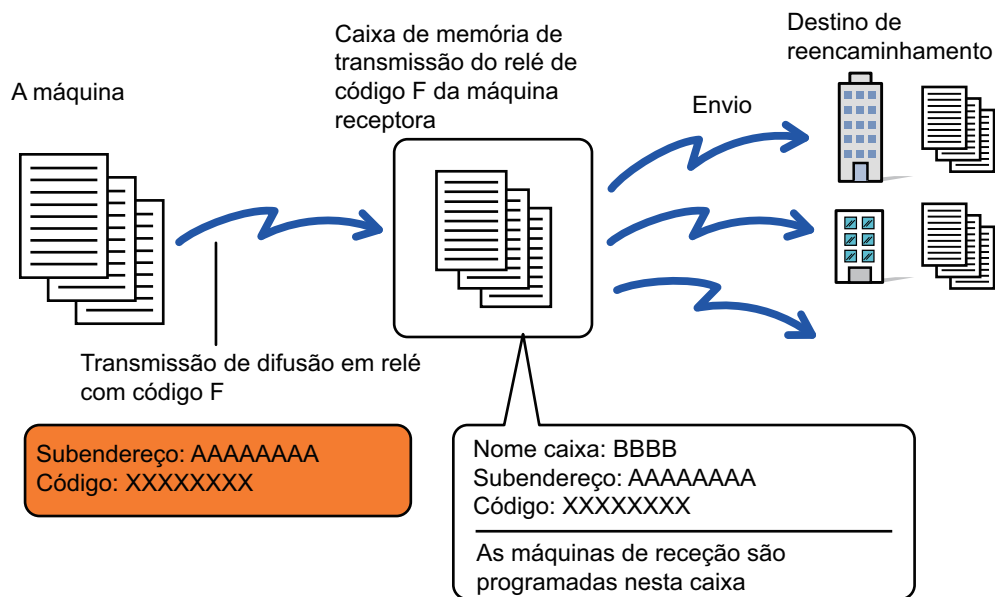 A máquina
Caixa de memória de
transmissão do relé de
código F da máquina
receptora
Envio
Destino de
reencaminhamento
Transmissão de difusão em relé
com código F
Subendereço: AAAAAAAA
Código: XXXXXXXX
Nome caixa: BBBB
Subendereço: AAAAAAAA
Código: XXXXXXXX
As máquinas de receção são
programadas nesta caixa